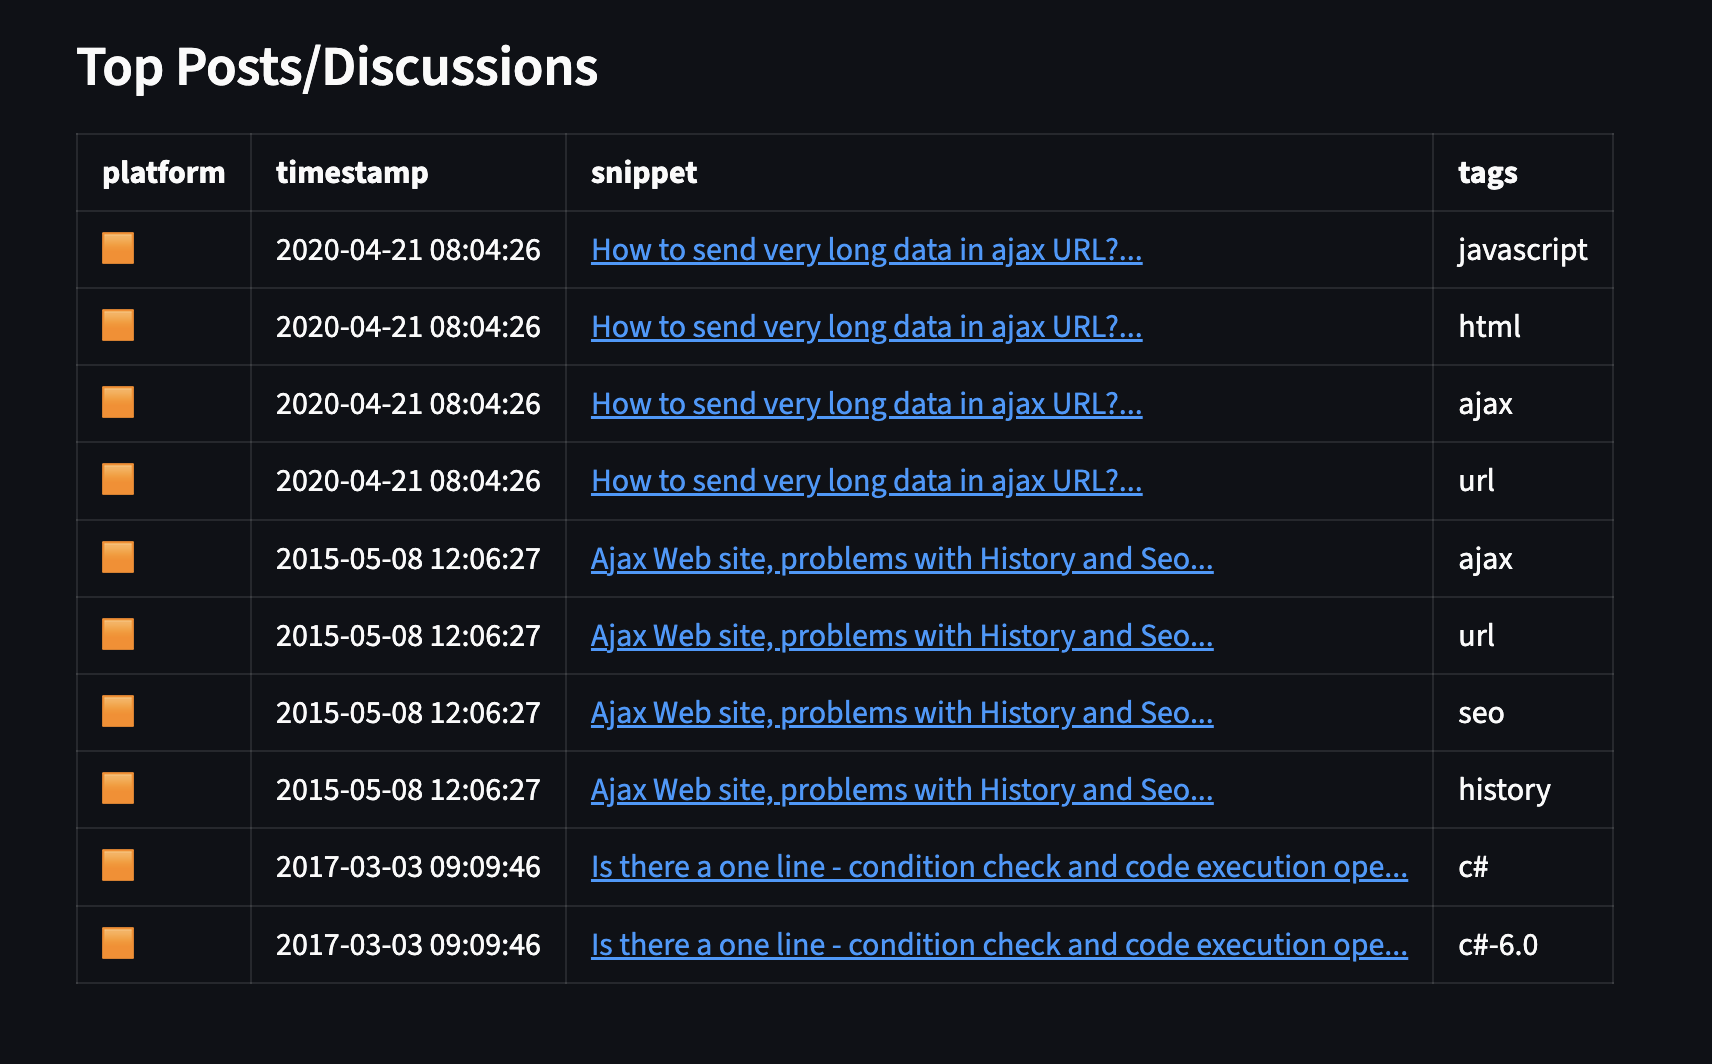 Top Posts/Discussions
platform timestamp snippet tags
2020-04-21 08:04:26 How to send very long data in ajax URL?... javascript
2020-04-21 08:04:26 How to send very long data in ajax URL?... html
2020-04-21 08:04:26 How to send very long data in ajax URL?... ajax
2020-04-21 08:04:26 How to send very long data in ajax URL?... url
2015-05-08 12:06:27 Ajax Web site, problems with History and Seo... ajax
2015-05-08 12:06:27 Ajax Web site, problems with History and Seo... url
2015-05-08 12:06:27 Ajax Web site, problems with History and Seo... seo
2015-05-08 12:06:27 Ajax Web site, problems with History and Seo... history
2017-03-03 09:09:46 Is there a one line - condition check and code execution ope... c#
2017-03-03 09:09:46 Is there a one line - condition check and code execution ope... c#-6.0